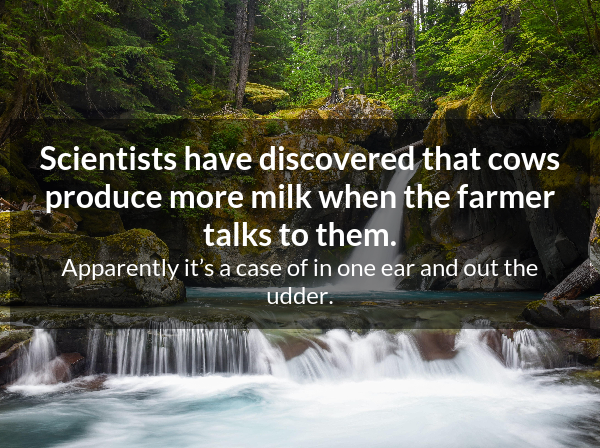 Scientists have discovered that cows
produce more milk when the farmer
talks to them.
Apparently it’s a case of in one ear and out the
udder.